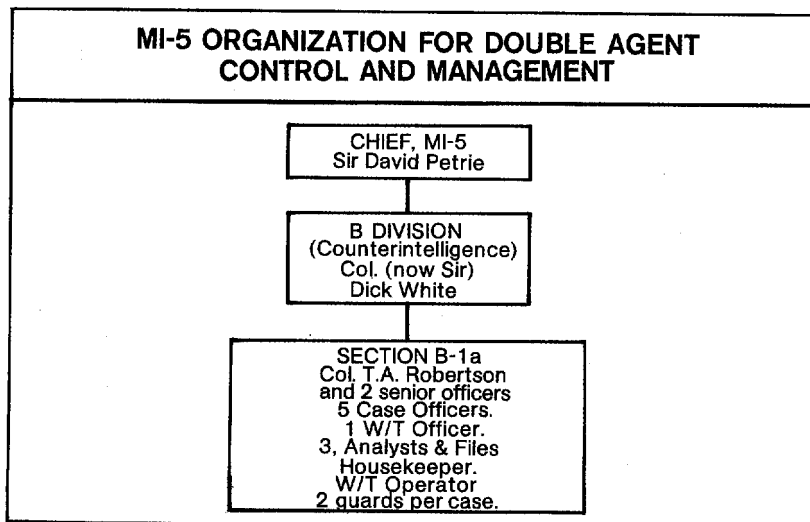 MI-5 ORGANIZATION FOR DOUBLE AGENT
CONTROL AND MANAGEMENT
CHIEF, MI-5
Sir David Petrie
B DIVISION
(Counterintelligence)
Col. (now Sir)
Dick White
SECTION B-1a
Col. T.A. Robertson
and 2 senior officers
5 Case Officers.
1 W/T Officer.
3, Analysts & Files
Housekeeper.
W/T Operator
2 guards per case.